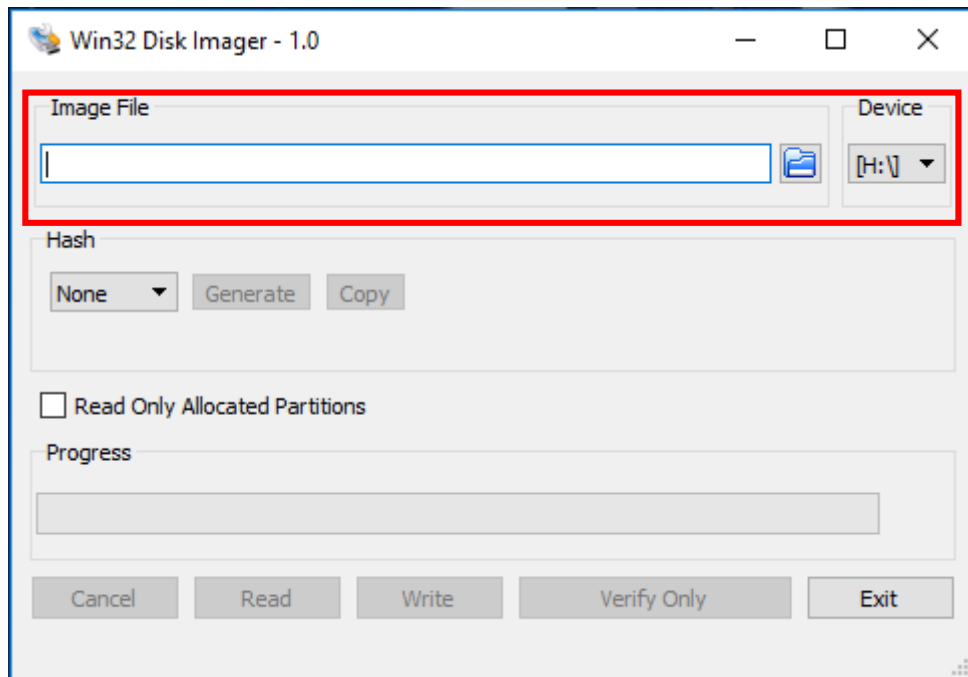 Win32 Disk Imager - 1.0
Image File Device
[H:\]
Hash
None Generate Copy
Read Only Allocated Partitions
Progress
Cancel Read Write Verify Only Exit